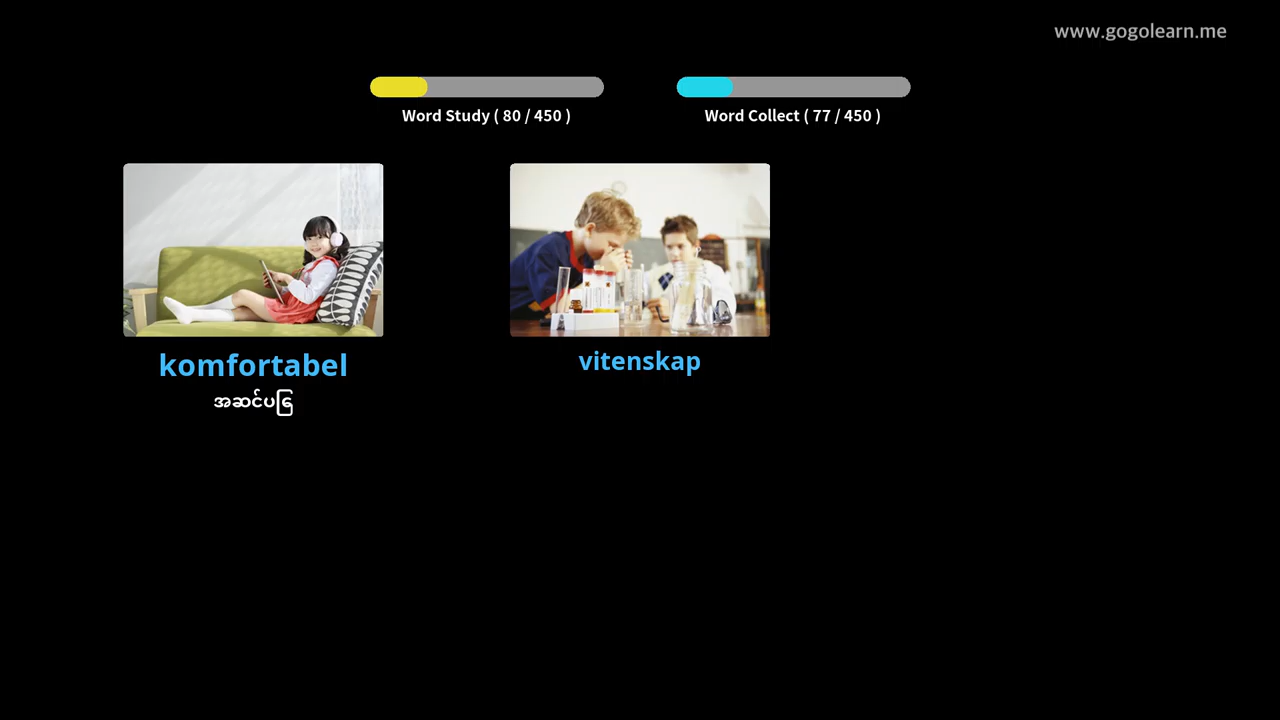 www.gogolearn.me
Word Study ( 80 / 450 )
Word Collect ( 77 / 450 )
komfortabel
အဆင်ပြေ
vitenskap